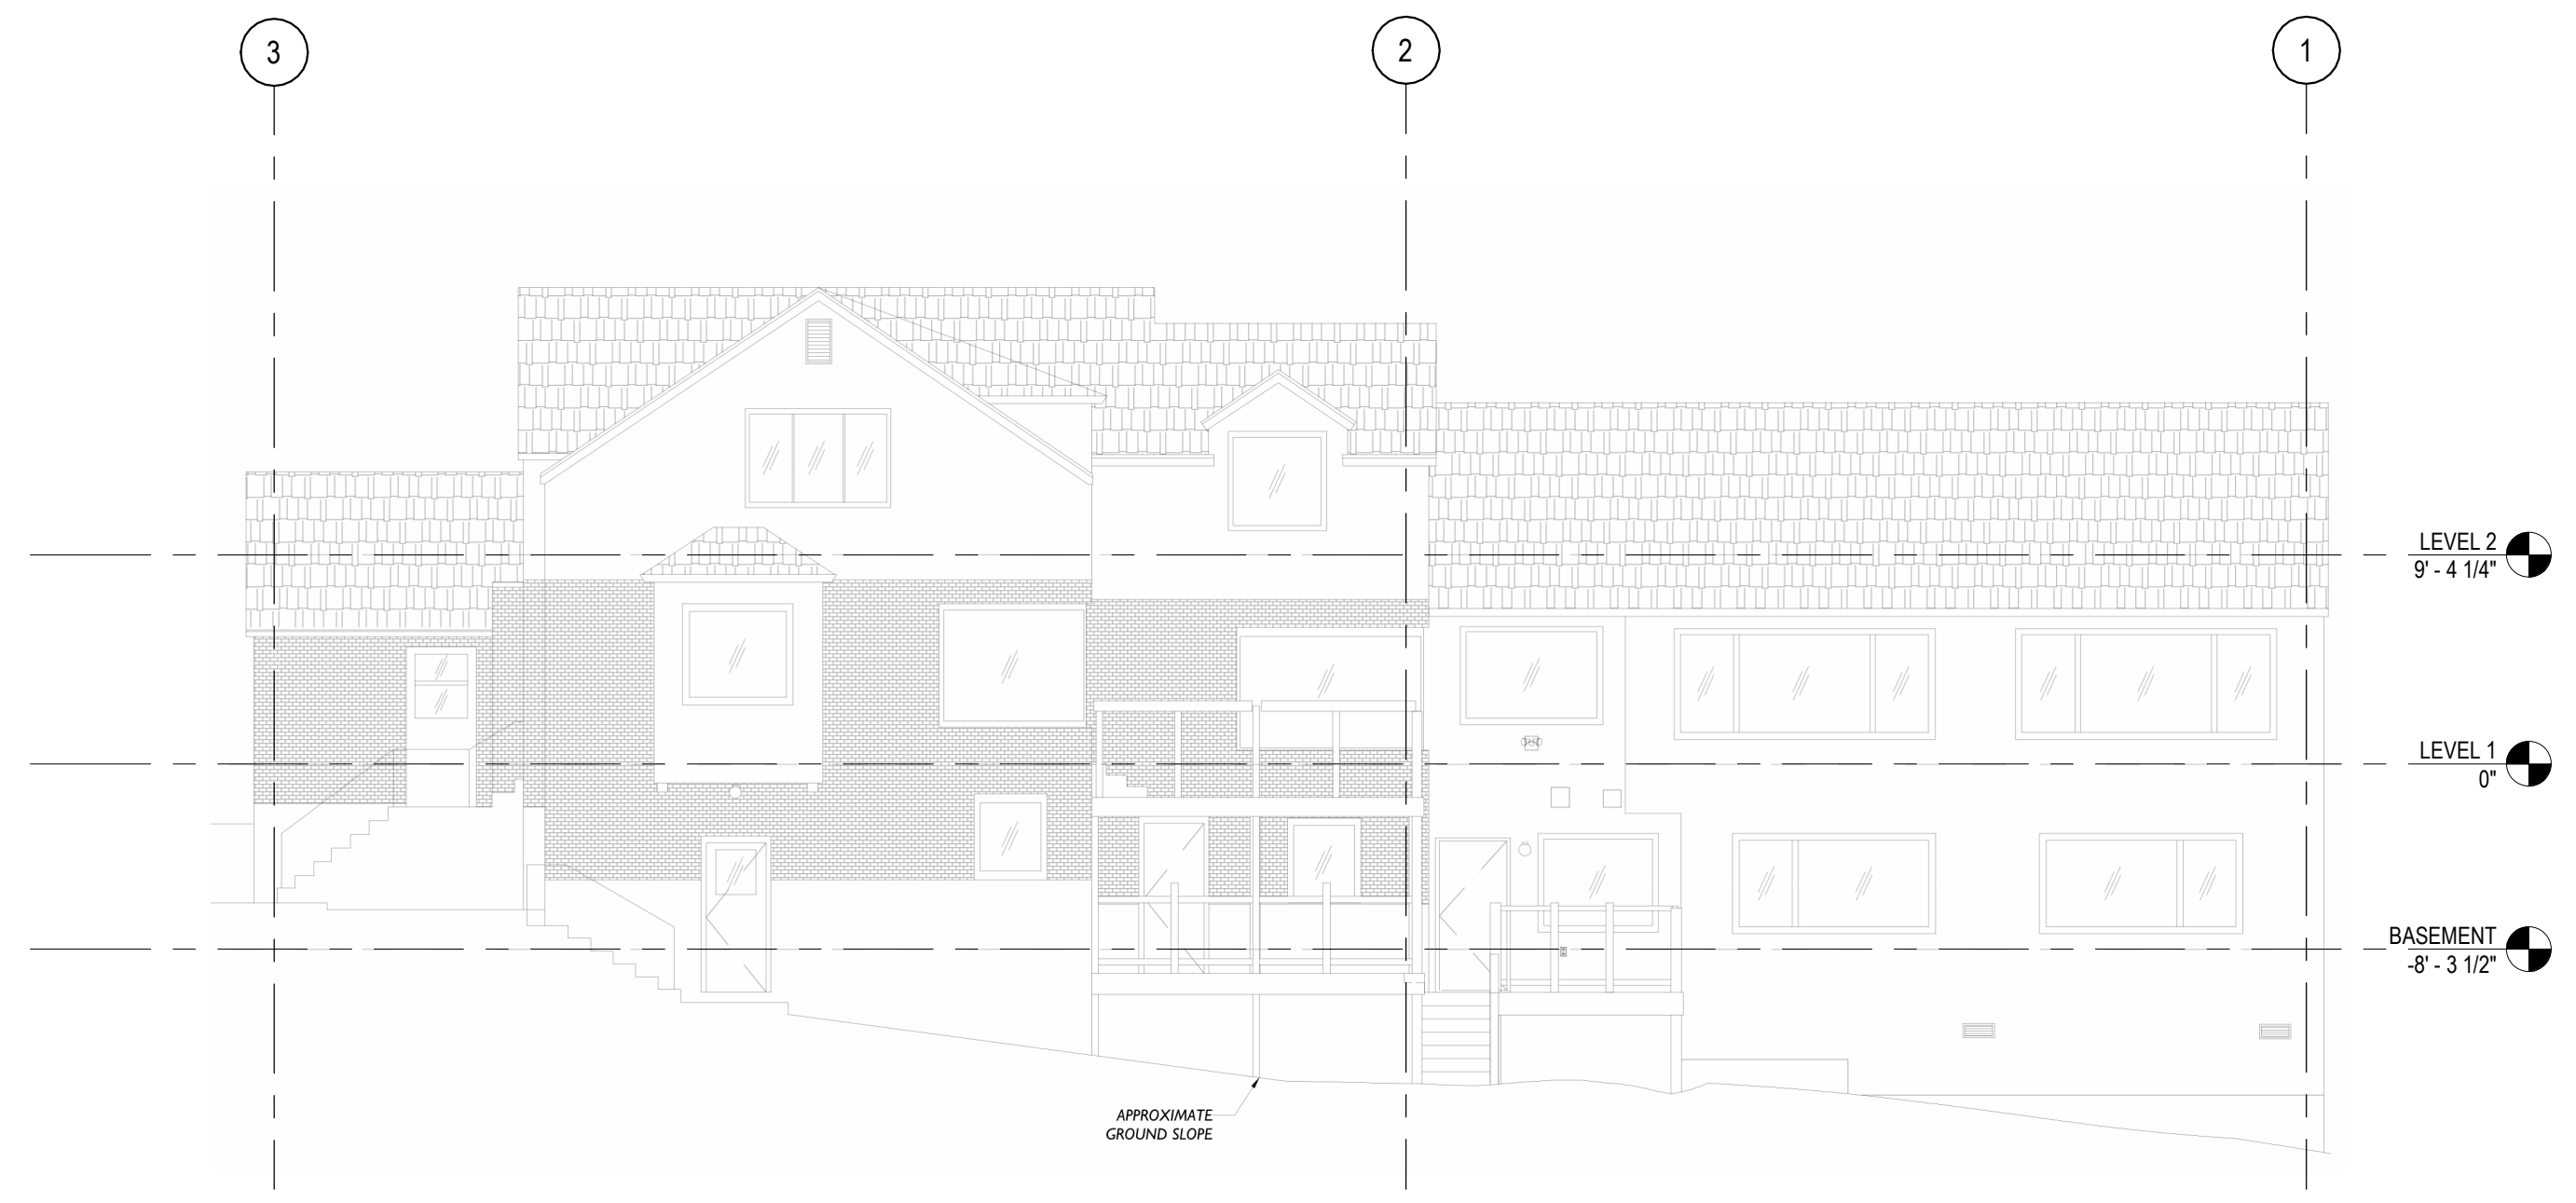 3
2
1
LEVEL 2
9' - 4 1/4"
LEVEL 1
0"
BASEMENT
-8' - 3 1/2"
APPROXIMATE
GROUND SLOPE